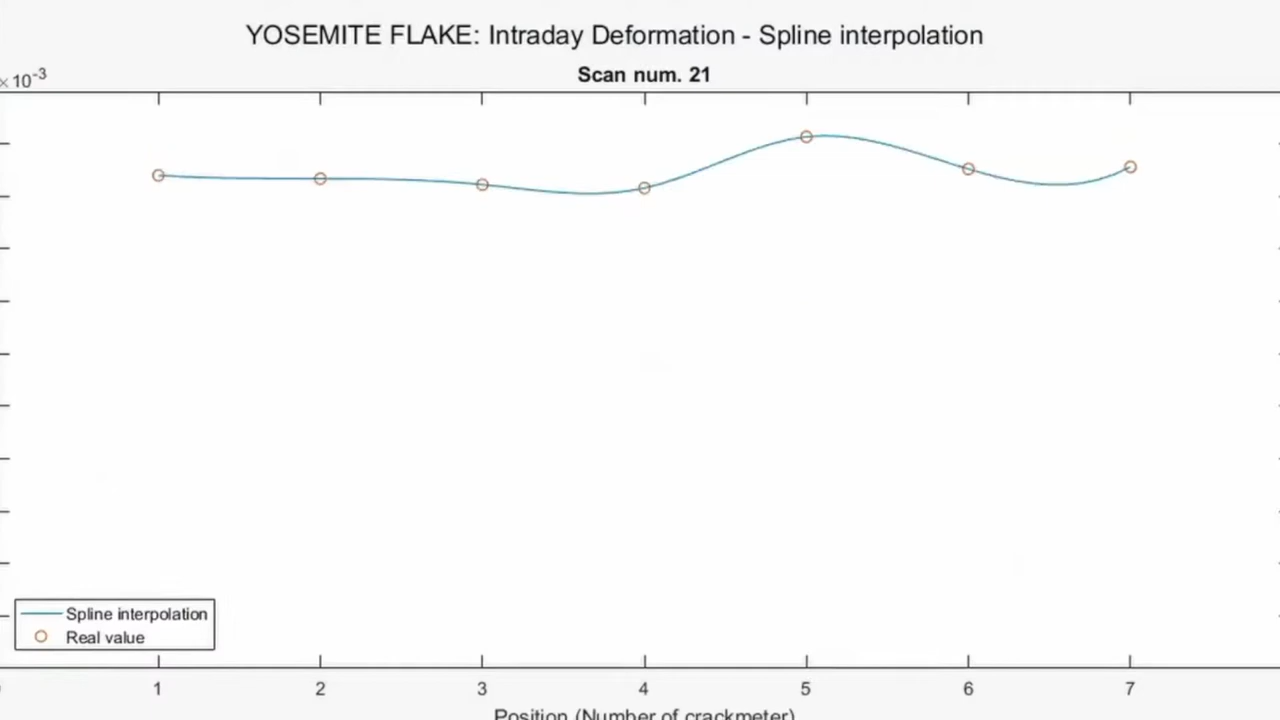 YOSEMITE FLAKE: Intraday Deformation - Spline interpolation
Scan num. 21
×10-3
Spline interpolation
Real value
1 2 3 4 5 6 7
Position (Number of crackmeter)